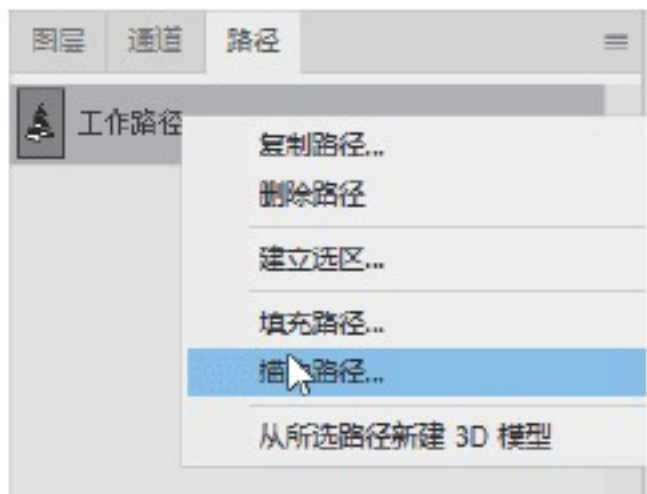 图层 通道 路径
工作路径
复制路径...
删除路径
建立选区...
填充路径...
描边路径...
从所选路径新建 3D 模型